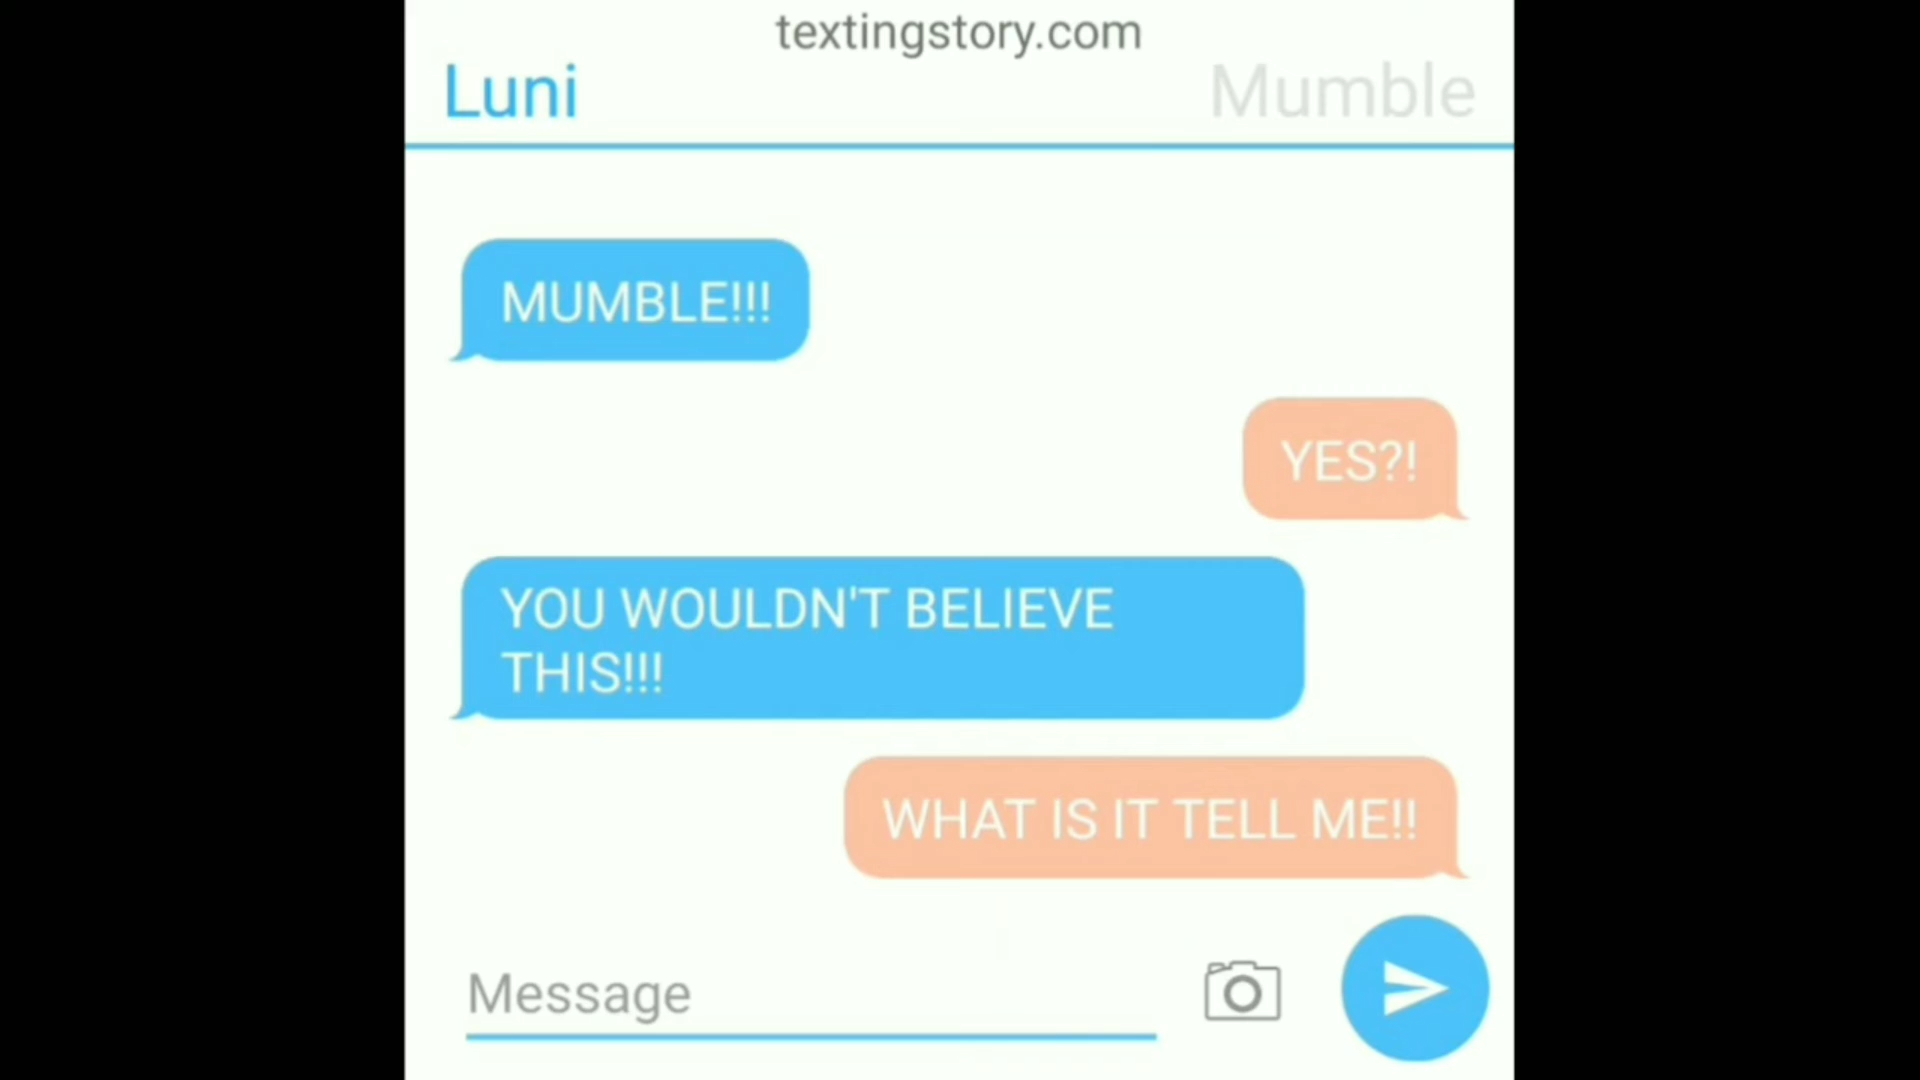 textingstory.com
Luni
Mumble
MUMBLE!!!
YES?!
YOU WOULDN'T BELIEVE
THIS!!!
WHAT IS IT TELL ME!!
Message